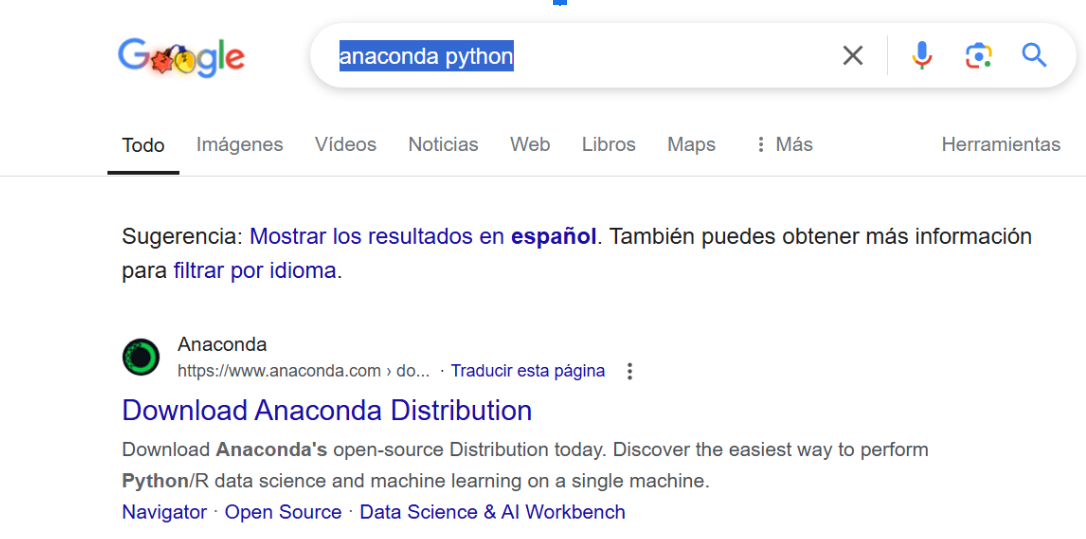 Google
anaconda python
Todo Imágenes Vídeos Noticias Web Libros Maps Más Herramientas
Sugerencia: Mostrar los resultados en español. También puedes obtener más información
para filtrar por idioma.
Anaconda
https://www.anaconda.com › do... · Traducir esta página
Download Anaconda Distribution
Download Anaconda's open-source Distribution today. Discover the easiest way to perform
Python/R data science and machine learning on a single machine.
Navigator · Open Source · Data Science & AI Workbench